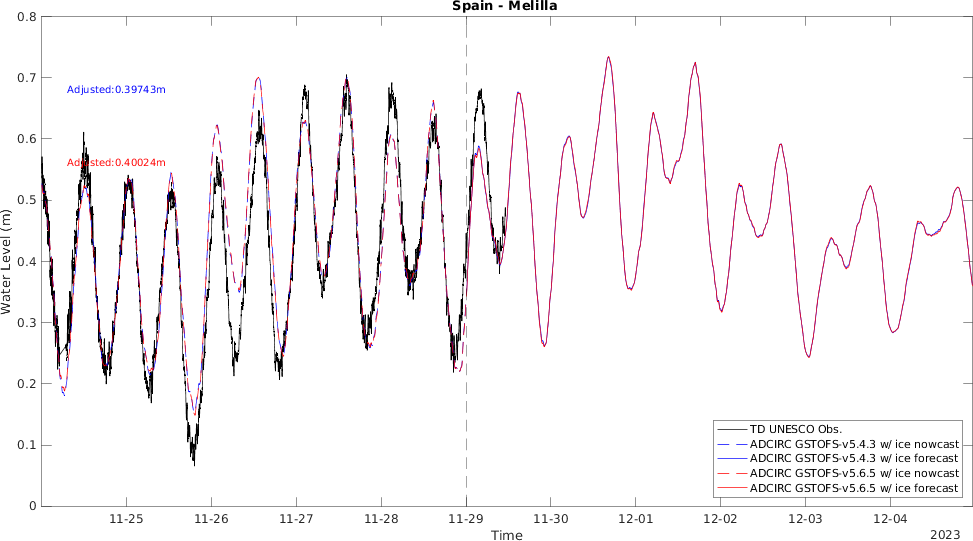 Spain - Melilla
0.8
0.7
Adjusted:0.39743m
0.6
Adjusted:0.40024m
0.5
0.4
0.3
0.2
0.1
0
Water Level (m)
TD UNESCO Obs.
ADCIRC GSTOFS-v5.4.3 w/ ice nowcast
ADCIRC GSTOFS-v5.4.3 w/ ice forecast
ADCIRC GSTOFS-v5.6.5 w/ ice nowcast
ADCIRC GSTOFS-v5.6.5 w/ ice forecast
11-25 11-26 11-27 11-28 11-29 11-30 12-01 12-02 12-03 12-04
Time
2023